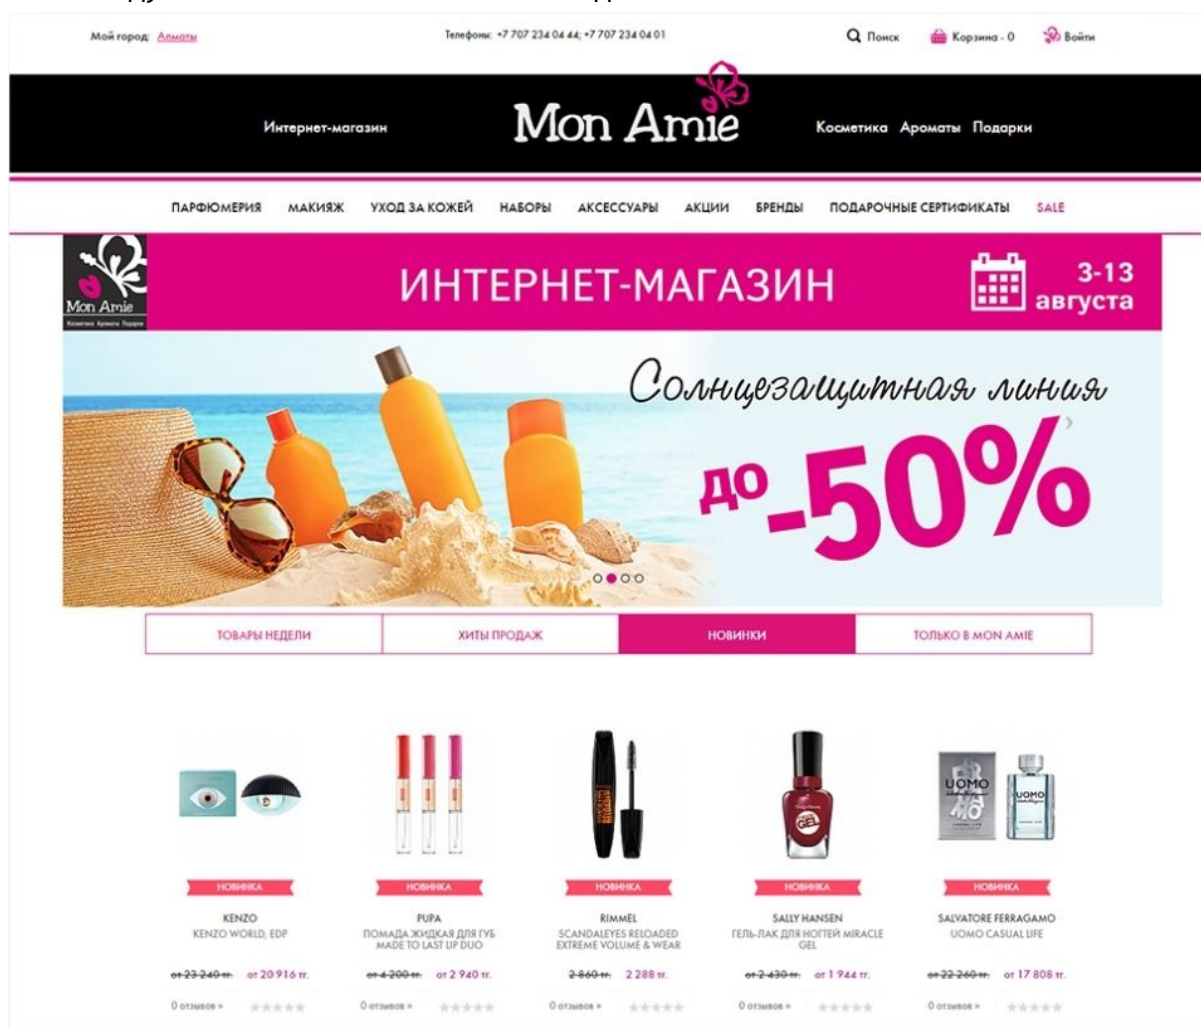 Мой город: Алматы
Телефоны: +7 707 234 04 44; +7 707 234 04 01
Поиск
Корзина - 0
Войти
Интернет-магазин
Mon Amie
Косметика Ароматы Подарки
ПАРФЮМЕРИЯ МАКИЯЖ УХОД ЗА КОЖЕЙ НАБОРЫ АКСЕССУАРЫ АКЦИИ БРЕНДЫ ПОДАРОЧНЫЕ СЕРТИФИКАТЫ SALE
Mon Amie
Косметика Ароматы Подарки
ИНТЕРНЕТ-МАГАЗИН
3-13
августа
Солнцезащитная линия
до -50%
ТОВАРЫ НЕДЕЛИ
ХИТЫ ПРОДАЖ
НОВИНКИ
ТОЛЬКО В MON AMIE
UOMO
UOMO
GEL
НОВИНКА
НОВИНКА
НОВИНКА
НОВИНКА
НОВИНКА
KENZO
KENZO WORLD, EDP
от 23 240 тг. от 20 916 тг.
0 отзывов »
PUPA
ПОМАДА ЖИДКАЯ ДЛЯ ГУБ
MADE TO LAST LIP DUO
от 4 200 тг. от 2 940 тг.
0 отзывов »
RIMMEL
SCANDALEYES RELOADED
EXTREME VOLUME & WEAR
2 860 тг. 2 288 тг.
0 отзывов »
SALLY HANSEN
ГЕЛЬ-ЛАК ДЛЯ НОГТЕЙ MIRACLE
GEL
от 2 430 тг. от 1 944 тг.
0 отзывов »
SALVATORE FERRAGAMO
UOMO CASUAL LIFE
от 22 260 тг. от 17 808 тг.
0 отзывов »